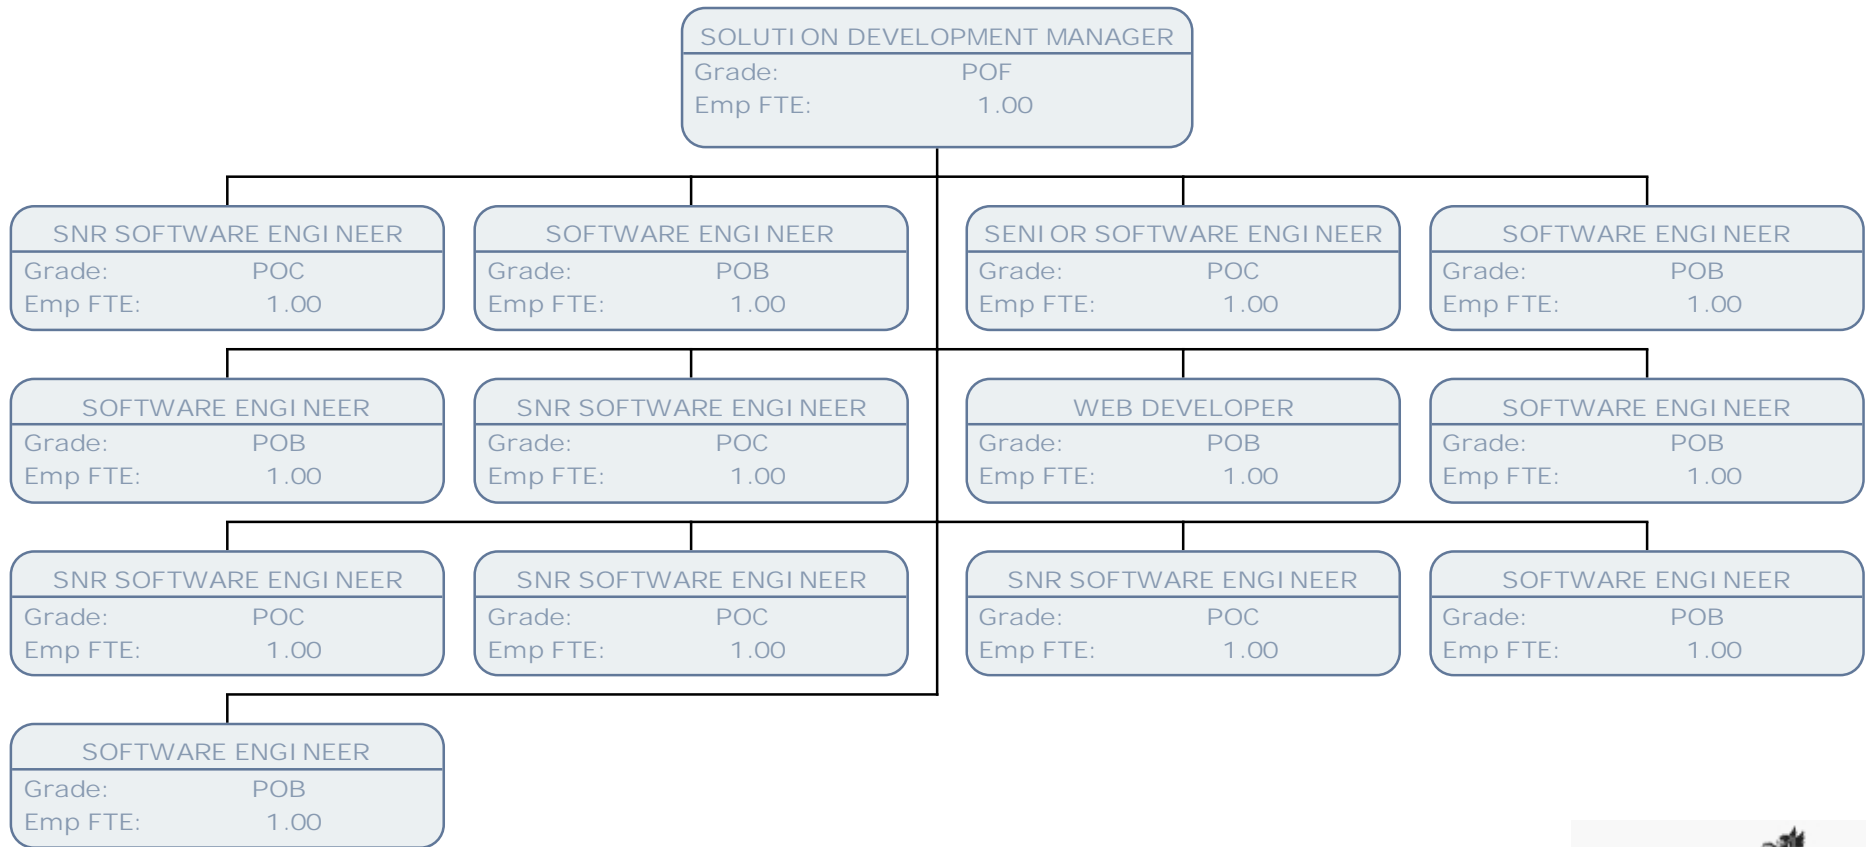 SOLUTION DEVELOPMENT MANAGER
Grade: POF
Emp FTE: 1.00
SNR SOFTWARE ENGINEER
Grade: POC
Emp FTE: 1.00
SOFTWARE ENGINEER
Grade: POB
Emp FTE: 1.00
SENIOR SOFTWARE ENGINEER
Grade: POC
Emp FTE: 1.00
SOFTWARE ENGINEER
Grade: POB
Emp FTE: 1.00
SOFTWARE ENGINEER
Grade: POB
Emp FTE: 1.00
SNR SOFTWARE ENGINEER
Grade: POC
Emp FTE: 1.00
WEB DEVELOPER
Grade: POB
Emp FTE: 1.00
SOFTWARE ENGINEER
Grade: POB
Emp FTE: 1.00
SNR SOFTWARE ENGINEER
Grade: POC
Emp FTE: 1.00
SNR SOFTWARE ENGINEER
Grade: POC
Emp FTE: 1.00
SNR SOFTWARE ENGINEER
Grade: POC
Emp FTE: 1.00
SOFTWARE ENGINEER
Grade: POB
Emp FTE: 1.00
SOFTWARE ENGINEER
Grade: POB
Emp FTE: 1.00